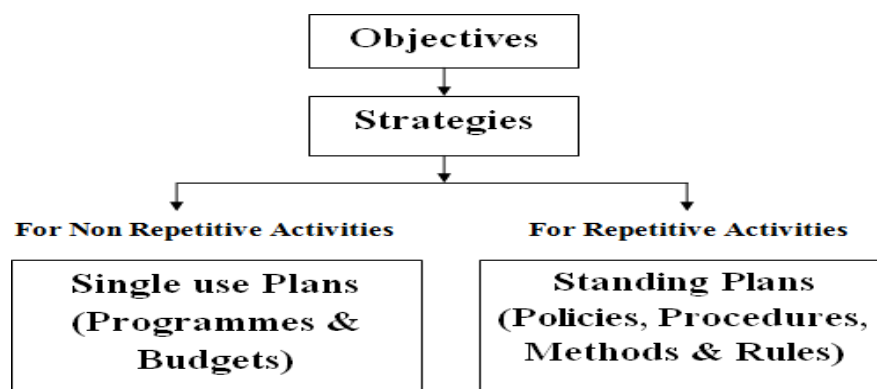 Objectives
Strategies
For Non Repetitive Activities
Single use Plans
(Programmes &
Budgets)
For Repetitive Activities
Standing Plans
(Policies, Procedures,
Methods & Rules)